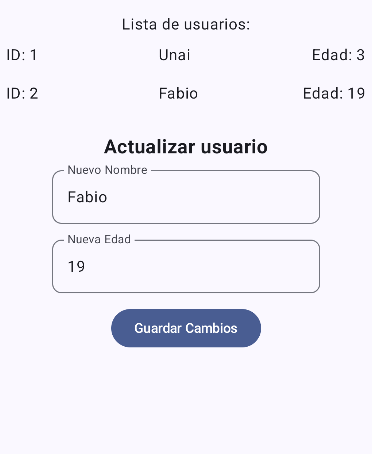 Lista de usuarios:
ID: 1 Unai Edad: 3
ID: 2 Fabio Edad: 19
Actualizar usuario
Nuevo Nombre
Fabio
Nueva Edad
19
Guardar Cambios